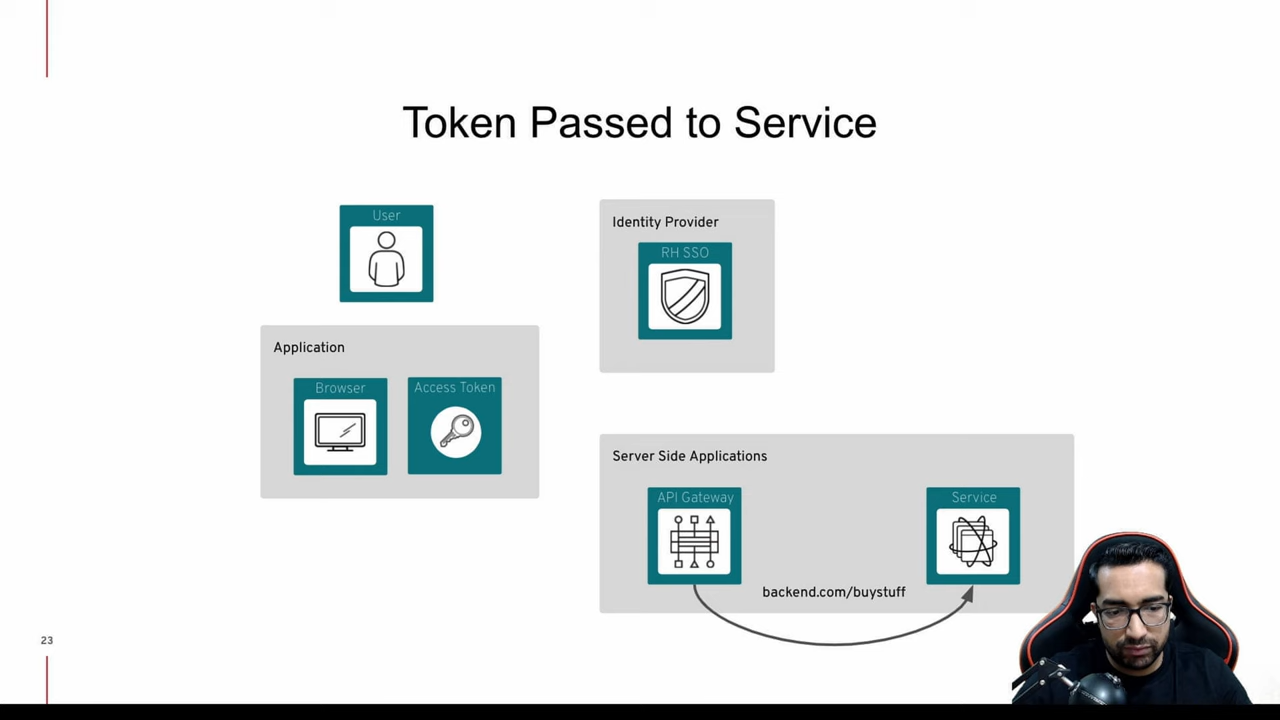 Token Passed to Service
User
Identity Provider
RH SSO
Application
Browser
Access Token
Server Side Applications
API Gateway
Service
backend.com/buystuff
23